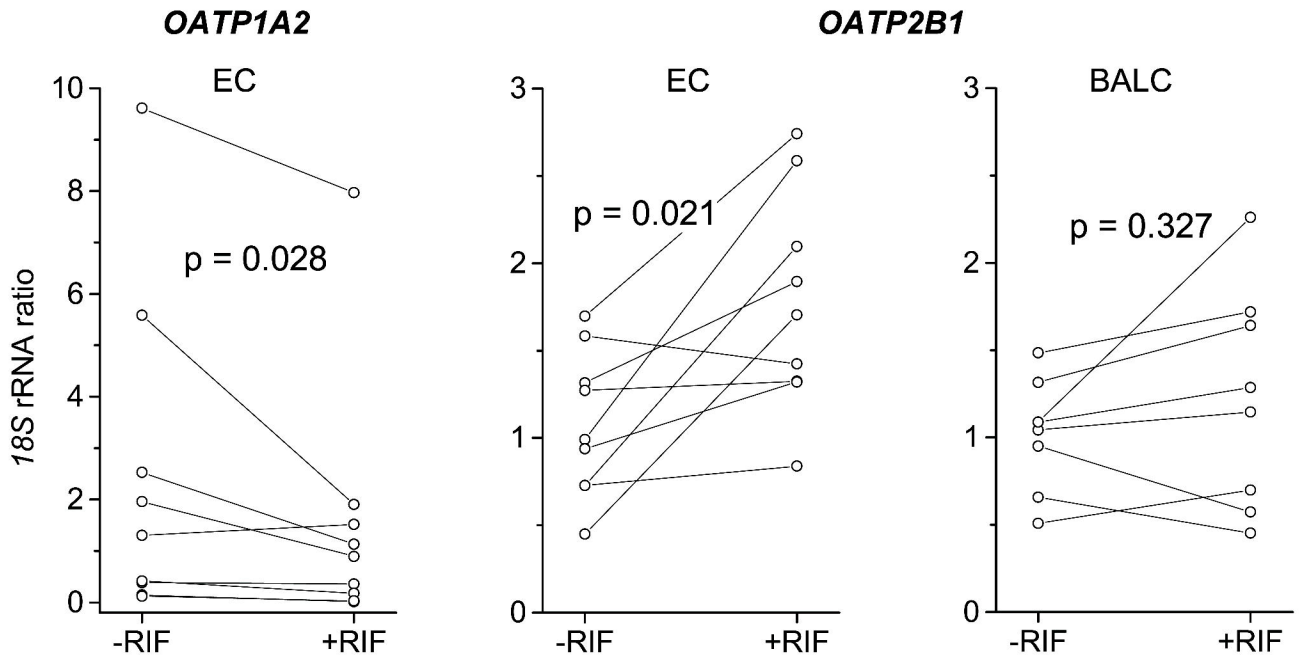 OATP1A2
OATP2B1
EC
EC
BALC
10
8
6
4
2
0
18S rRNA ratio
p = 0.028
-RIF
+RIF
3
2
1
0
p = 0.021
-RIF
+RIF
3
2
1
0
p = 0.327
-RIF
+RIF